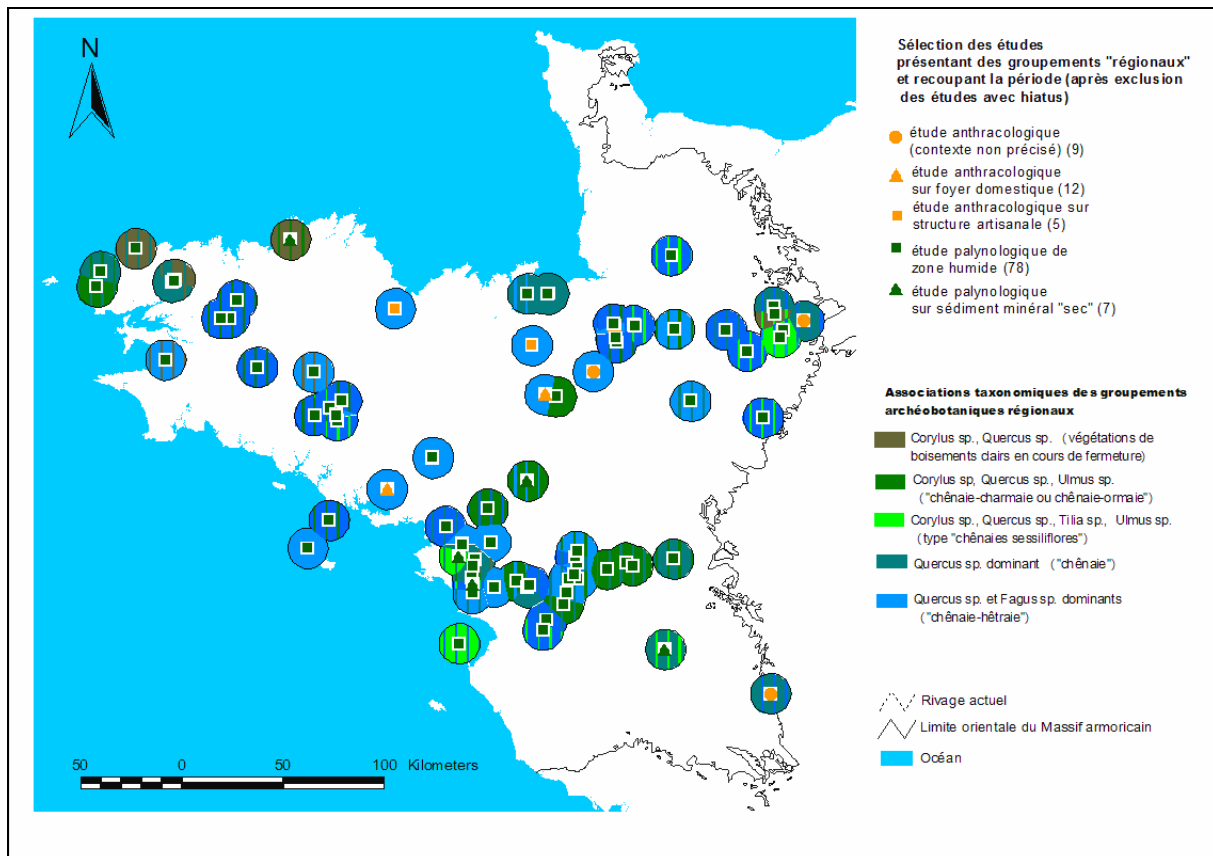 N
Sélection des études
présentant des groupements "régionaux"
et recoupant la période (après exclusion
des études avec hiatus)
étude anthracologique
(contexte non précisé) (9)
étude anthracologique
sur foyer domestique (12)
étude anthracologique sur
structure artisanale (5)
étude palynologique de
zone humide (78)
étude palynologique
sur sédiment minéral "sec" (7)
Associations taxonomiques des groupements
archéobotaniques régionaux
Corylus sp., Quercus sp. (végétations de
boisements clairs en cours de fermeture)
Corylus sp, Quercus sp., Ulmus sp.
("chênaie-charmaie ou chênaie-ormaie")
Corylus sp., Quercus sp., Tilia sp., Ulmus sp.
(type "chênaies sessiliflores")
Quercus sp. dominant ("chênaie")
Quercus sp. et Fagus sp. dominants
("chênaie-hêtraie")
Rivage actuel
Limite orientale du Massif armoricain
Océan
50 0 50 100 Kilometers